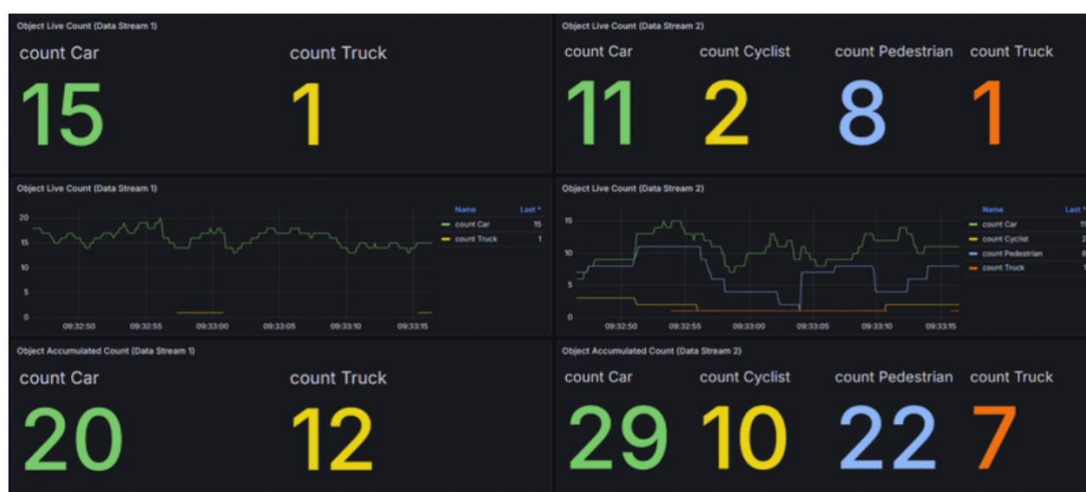 Object Live Count (Data Stream 1)
count Car
count Truck
15
1
Object Live Count (Data Stream 2)
count Car
count Cyclist
count Pedestrian
count Truck
11
2
8
1
Object Live Count (Data Stream 1)
20
15
10
5
0
09:32:50
09:32:55
09:33:00
09:33:05
09:33:10
09:33:15
Name Last *
count Car 15
count Truck 1
Object Live Count (Data Stream 2)
15
10
5
0
09:32:50
09:32:55
09:33:00
09:33:05
09:33:10
09:33:15
Name Last *
count Car
count Cyclist 2
count Pedestrian 8
count Truck
Object Accumulated Count (Data Stream 1)
count Car
count Truck
20
12
Object Accumulated Count (Data Stream 2)
count Car
count Cyclist
count Pedestrian
count Truck
29
10
22
7